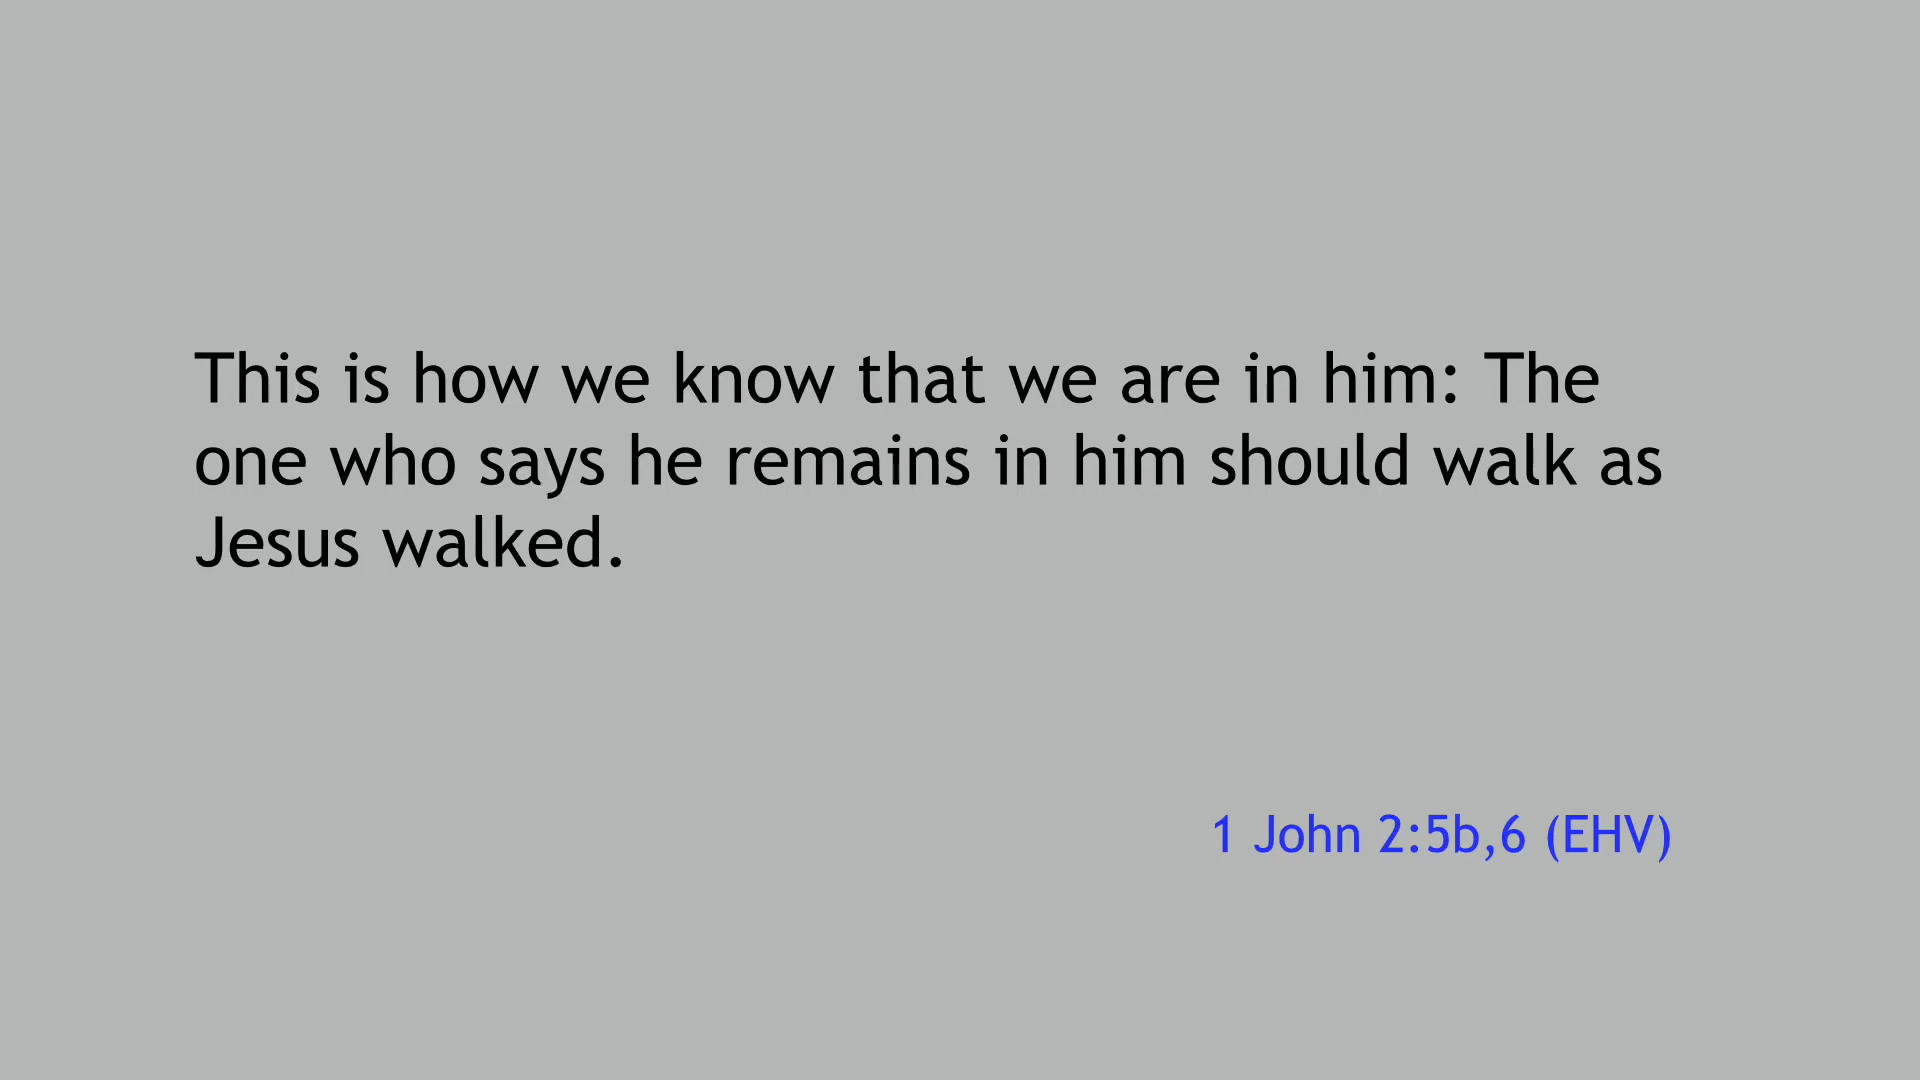 This is how we know that we are in him: The
one who says he remains in him should walk as
Jesus walked.
1 John 2:5b,6 (EHV)